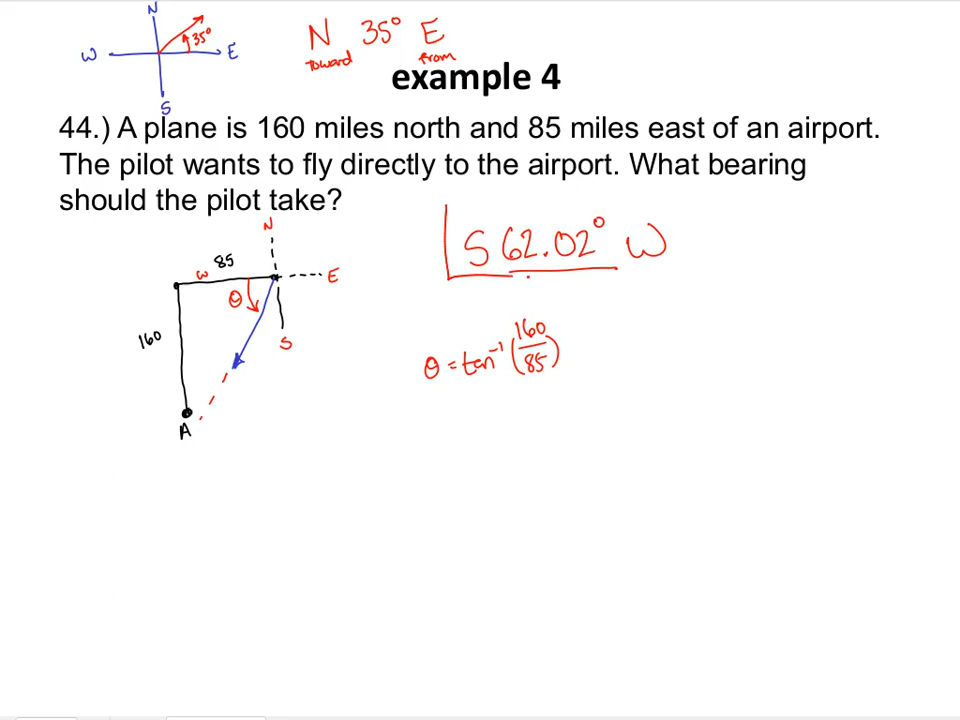 N
W
35°
E
S
N 35° E
Toward from
example 4
44.) A plane is 160 miles north and 85 miles east of an airport.
The pilot wants to fly directly to the airport. What bearing
should the pilot take?
S 62.02° W
N
85
W
E
θ
160
S
A
θ = tan⁻¹ (160/85)